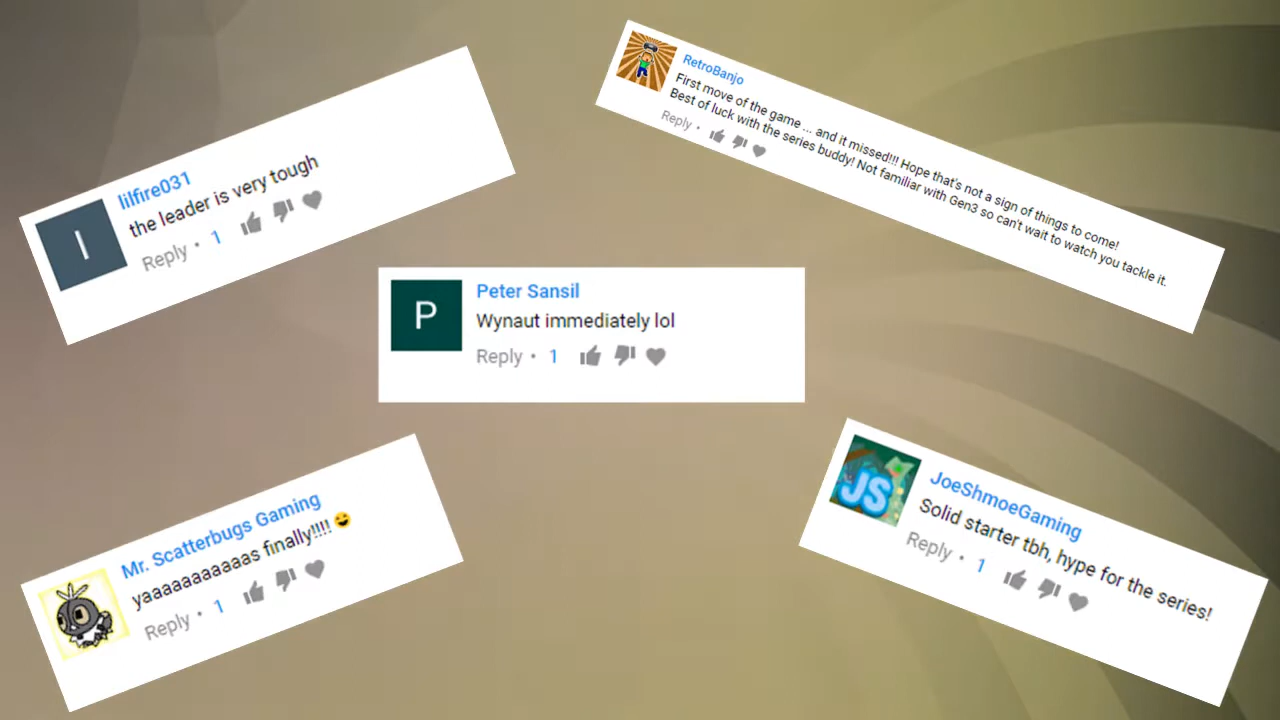 I
lilfire031
the leader is very tough
Reply • 1
RetroBanjo
First move of the game ... and it missed!!! Hope that's not a sign of things to come!
Best of luck with the series buddy! Not familiar with Gen3 so can't wait to watch you tackle it.
Reply •
P
Peter Sansil
Wynaut immediately lol
Reply • 1
Mr. Scatterbugs Gaming
yaaaaaaaaaaas finally!!!! 😜
Reply • 1
JS
JoeShmoeGaming
Solid starter tbh, hype for the series!
Reply • 1